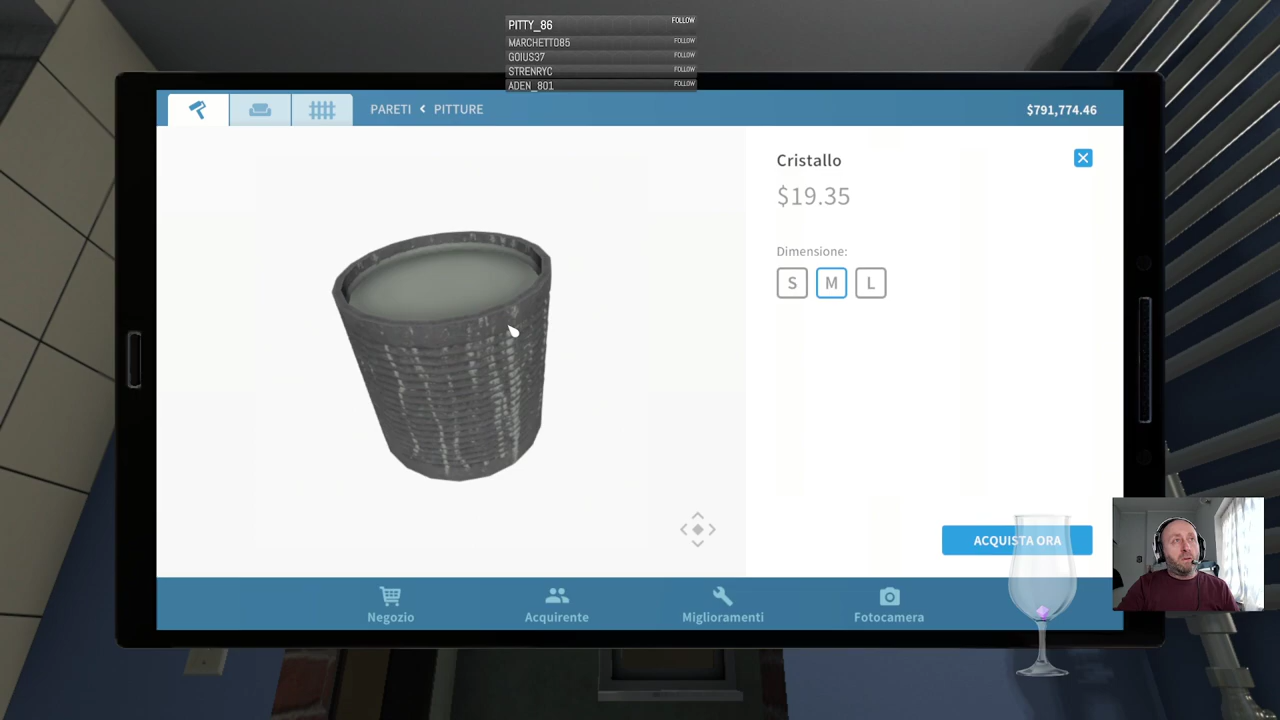 PITTY_86 FOLLOW
MARCHETTO85 FOLLOW
GOIUS37 FOLLOW
STRENRYC FOLLOW
ADEN_801 FOLLOW
PARETI < PITTURE
$791,774.46
Cristallo
$19.35
Dimensione:
S M L
ACQUISTA ORA
Negozio Acquirente Miglioramenti Fotocamera